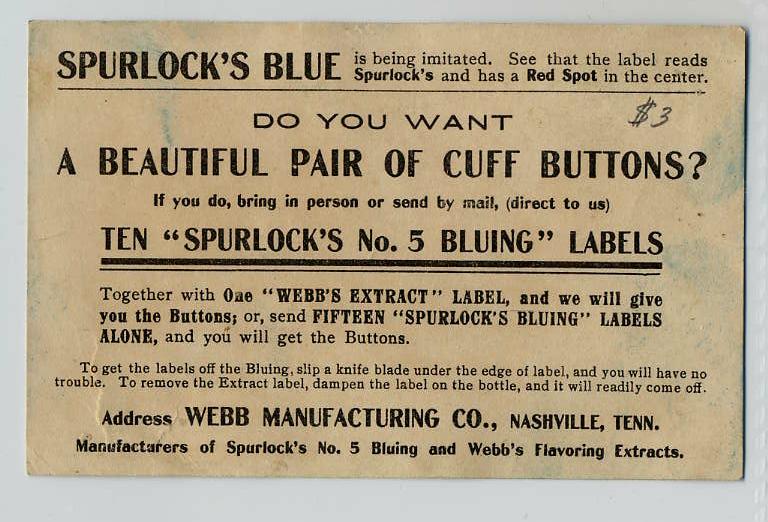 SPURLOCK'S BLUE is being imitated. See that the label reads
Spurlock's and has a Red Spot in the center.
$3
DO YOU WANT
A BEAUTIFUL PAIR OF CUFF BUTTONS?
If you do, bring in person or send by mail, (direct to us)
TEN "SPURLOCK'S No. 5 BLUING" LABELS
Together with One "WEBB'S EXTRACT" LABEL, and we will give
you the Buttons; or, send FIFTEEN "SPURLOCK'S BLUING" LABELS
ALONE, and you will get the Buttons.
To get the labels off the Bluing, slip a knife blade under the edge of label, and you will have no
trouble. To remove the Extract label, dampen the label on the bottle, and it will readily come off.
Address WEBB MANUFACTURING CO., NASHVILLE, TENN.
Manufacturers of Spurlock's No. 5 Bluing and Webb's Flavoring Extracts.